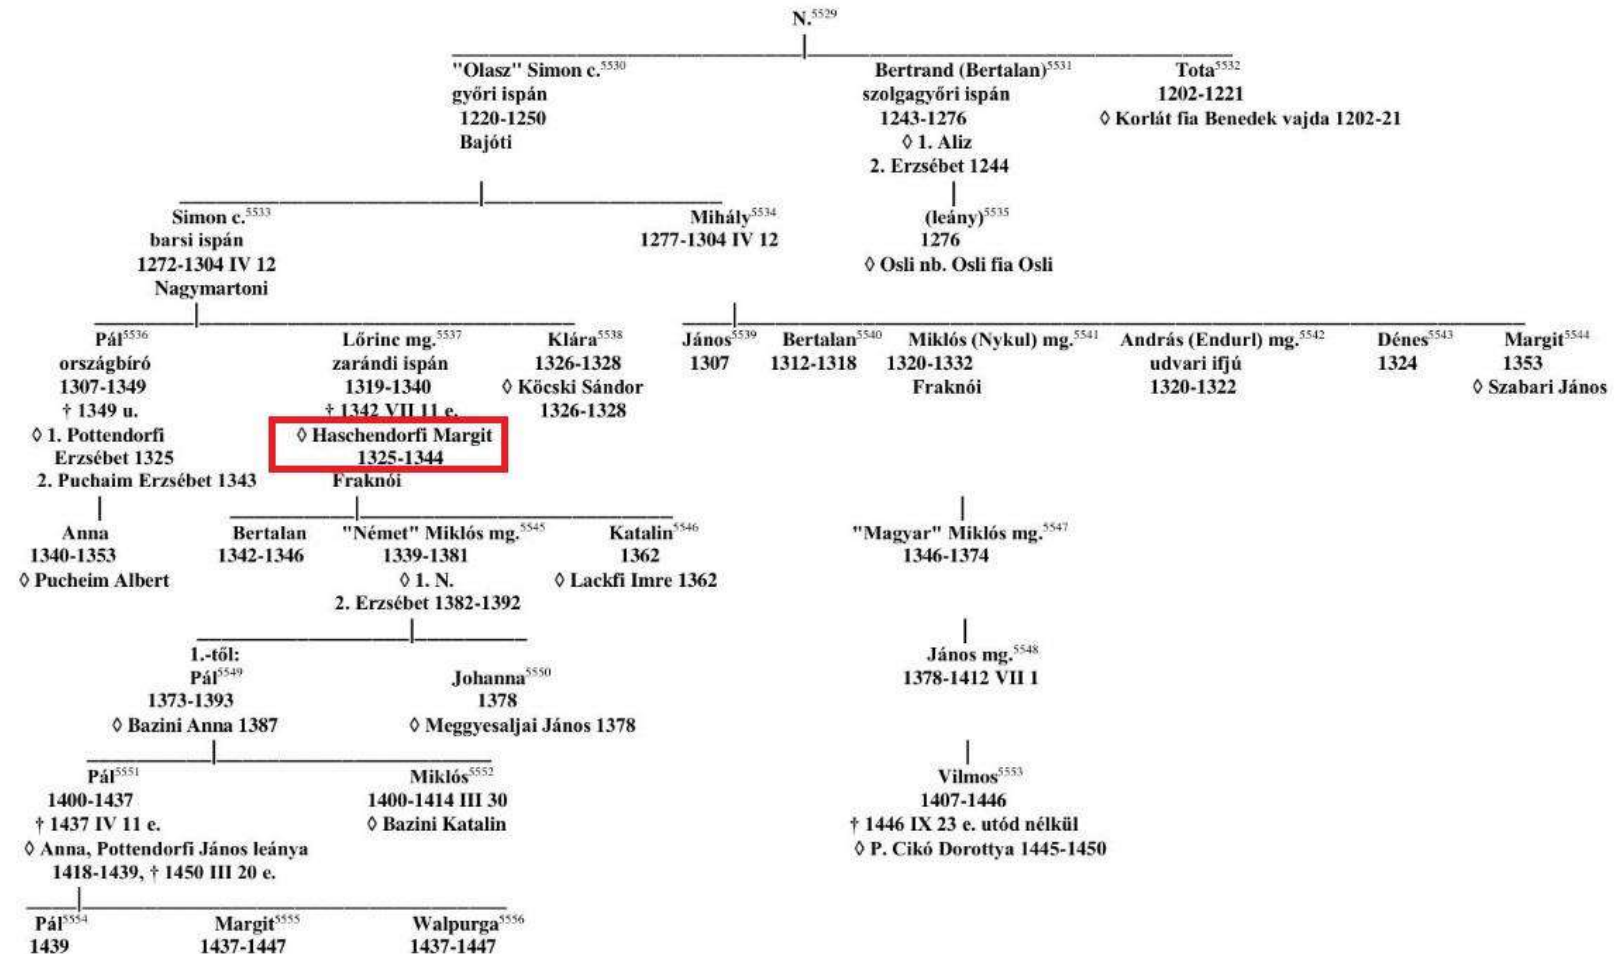 N.5529
"Olasz" Simon c.5530 Bertrand (Bertalan)5531 Tota5532
győri ispán szolgagyőri ispán 1202-1221
1220-1250 1243-1276 ◊ Korlát fia Benedek vajda 1202-21
Bajóti ◊ 1. Aliz
2. Erzsébet 1244
Simon c.5533 Mihály5534 (leány)5535
barsi ispán 1277-1304 IV 12 1276
1272-1304 IV 12 ◊ Osli nb. Osli fia Osli
Nagymartoni
Pál5536 Lőrinc mg.5537 Klára5538 János5539 Bertalan5540 Miklós (Nykul) mg.5541 András (Endurl) mg.5542 Dénes5543 Margit5544
országbíró zarándi ispán 1326-1328 1307 1312-1318 1320-1332 udvari ifjú 1324 1353
1307-1349 1319-1340 ◊ Köcski Sándor Fraknói 1320-1322 ◊ Szabari János
† 1349 u. † 1342 VII 11 e. 1326-1328
◊ 1. Pottendorfi ◊ Haschendorfi Margit
Erzsébet 1325 1325-1344
2. Puchaim Erzsébet 1343 Fraknói
Anna Bertalan "Német" Miklós mg.5545 Katalin5546 "Magyar" Miklós mg.5547
1340-1353 1342-1346 1339-1381 1362 1346-1374
◊ Pucheim Albert ◊ 1. N. ◊ Lackfi Imre 1362
2. Erzsébet 1382-1392
1.-től: János mg.5548
Pál5549 Johanna5550 1378-1412 VII 1
1373-1393 1378
◊ Bazini Anna 1387 ◊ Meggyesaljai János 1378
Pál5551 Miklós5552 Vilmos5553
1400-1437 1400-1414 III 30 1407-1446
† 1437 IV 11 e. ◊ Bazini Katalin † 1446 IX 23 e. utód nélkül
◊ Anna, Pottendorfi János leánya ◊ P. Cikó Dorottya 1445-1450
1418-1439, † 1450 III 20 e.
Pál5554 Margit5555 Walpurga5556
1439 1437-1447 1437-1447